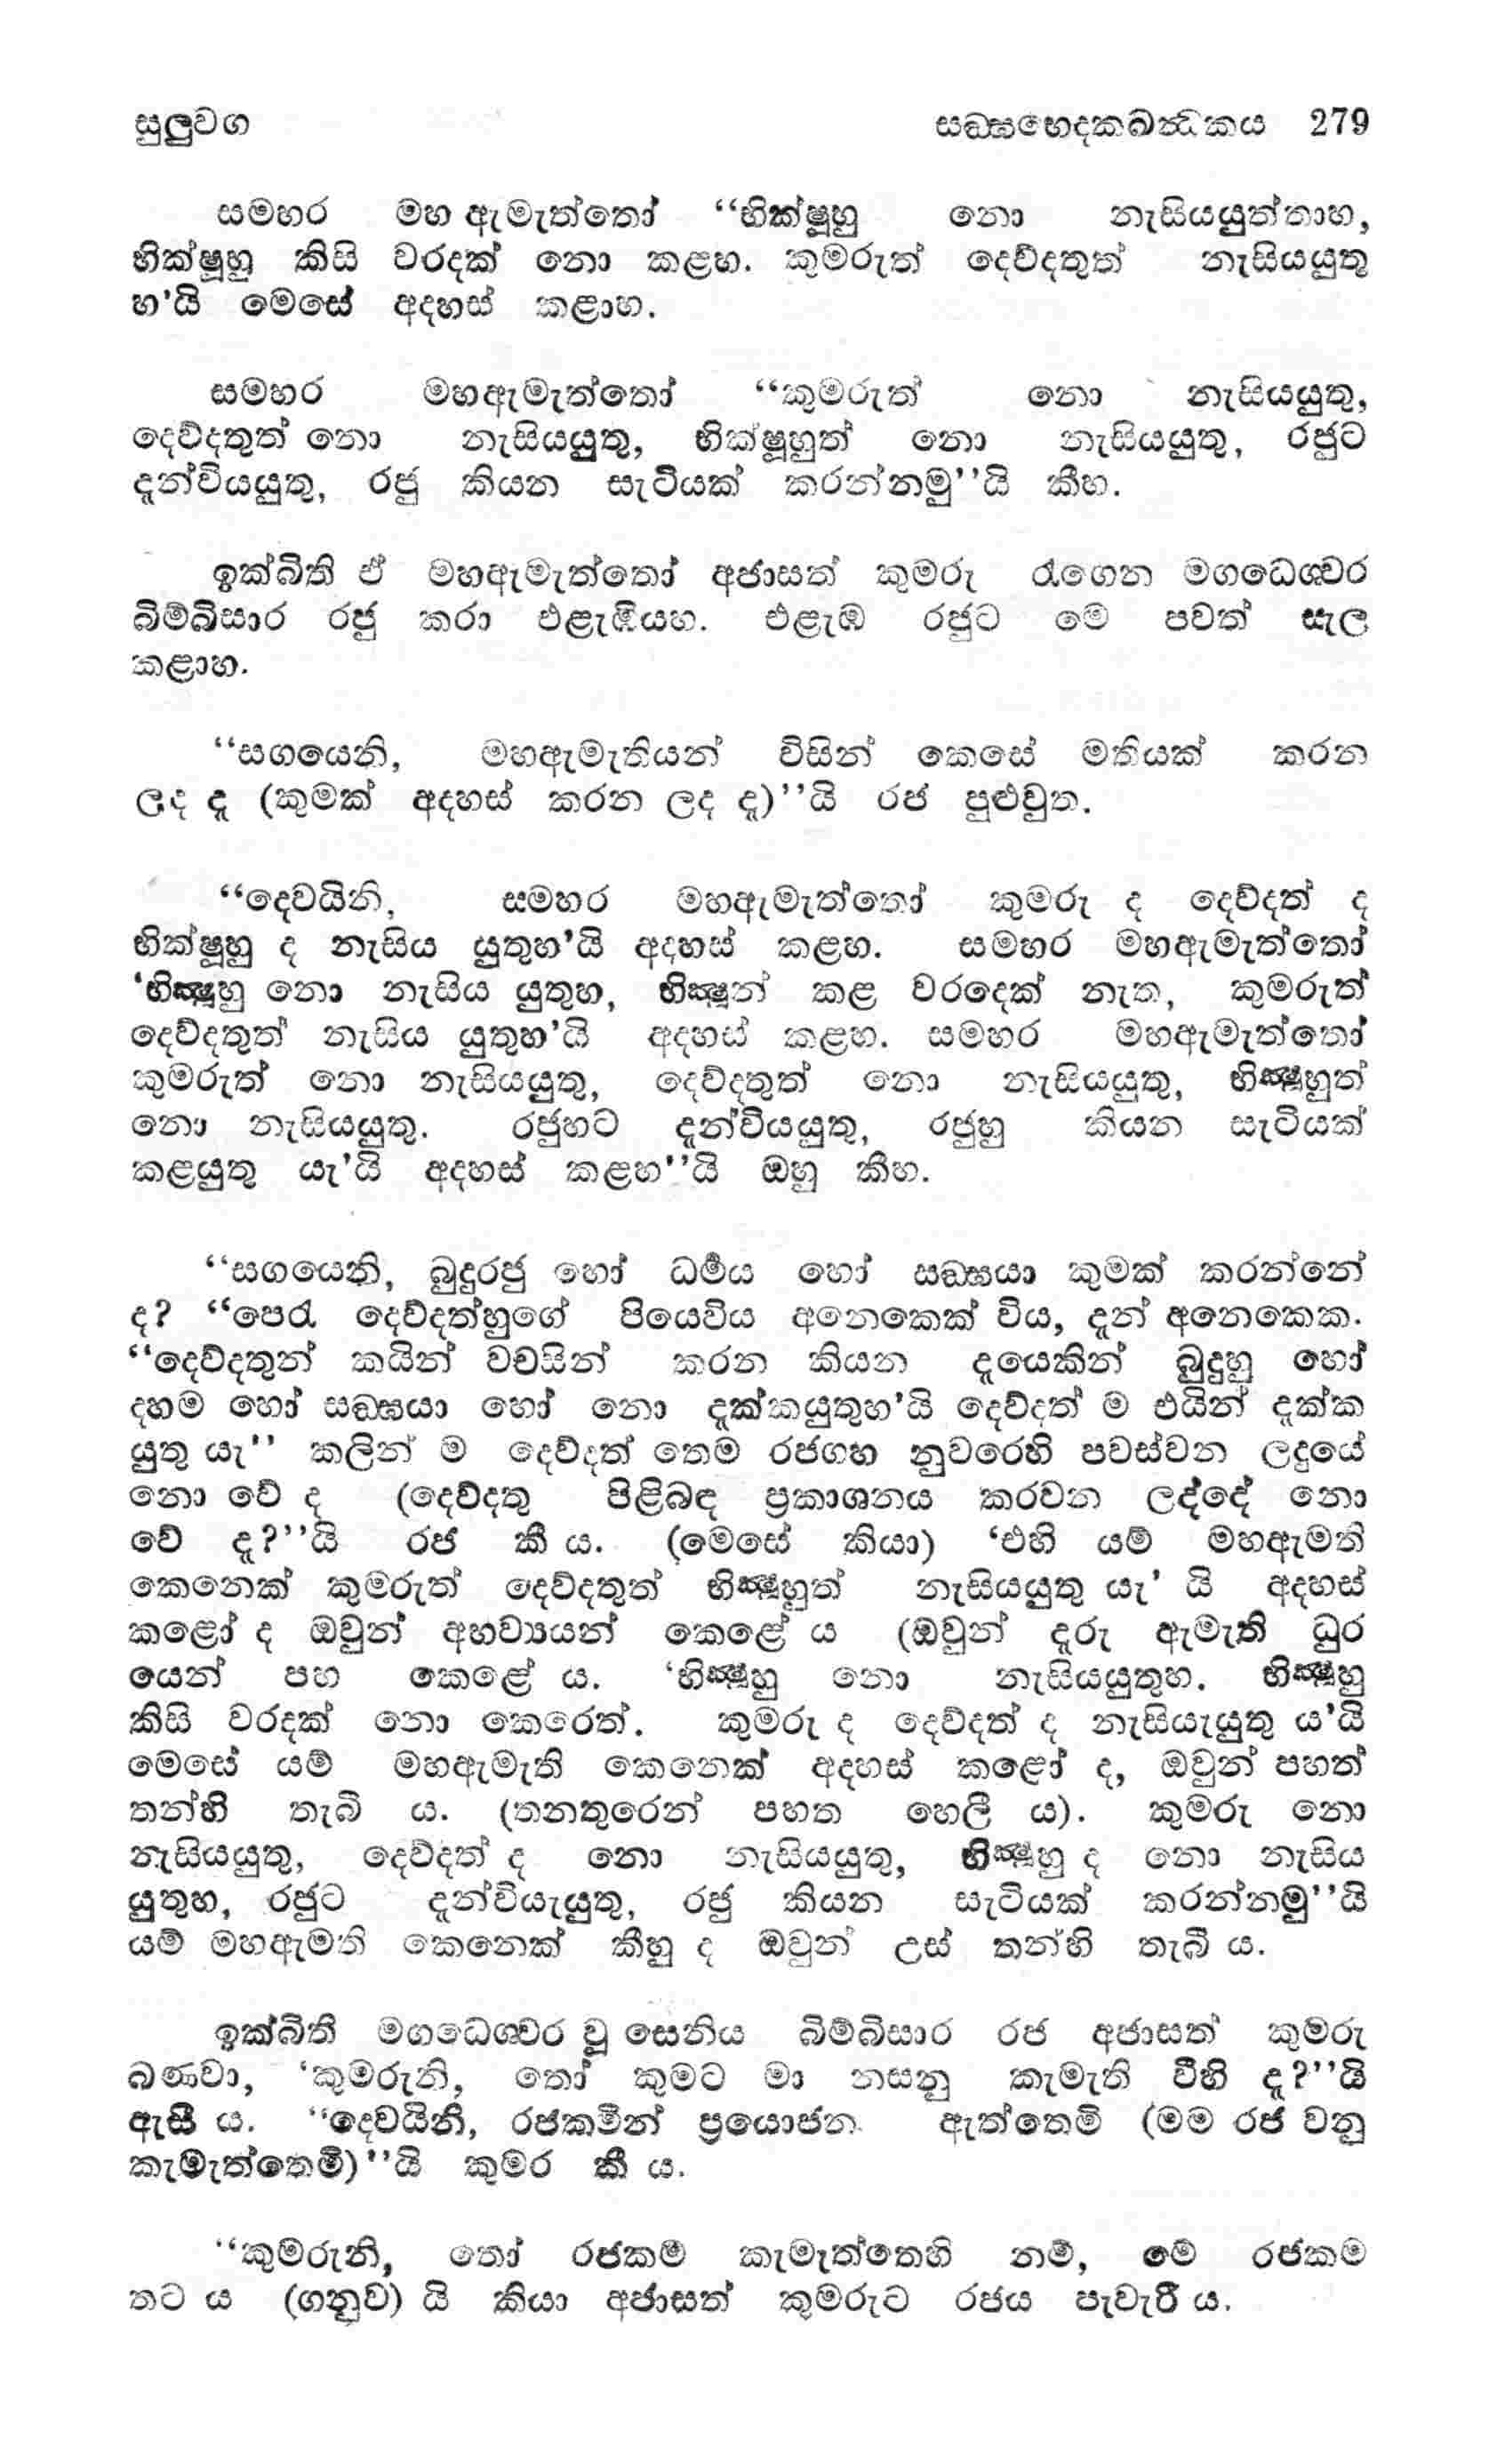 සුලුවග සඞ්ඝභෙදකඛන්ධකය 279
සමහර මහ ඇමැත්තෝ “භික්ෂූහු නො නැසියයුත්තාහ,
භික්ෂූහු කිසි වරදක් නො කළහ. කුමරුත් දෙව්දතුත් නැසියයුතු
හ'යි මෙසේ අදහස් කළාහ.
සමහර මහඇමැත්තෝ “කුමරුත් නො නැසියයුතු,
දෙව්දතුත් නො නැසියයුතු, භික්ෂූහුත් නො නැසියයුතු, රජුට
දැන්වියයුතු, රජු කියන සැටියක් කරන්නමු”යි කීහ.
ඉක්බිති ඒ මහඇමැත්තෝ අජාසත් කුමරු රැගෙන මගධෙශ්වර
බිම්බිසාර රජු කරා එළැඹියහ. එළැඹ රජුට මේ පවත් සැල
කළාහ.
“සගයෙනි, මහඇමැතියන් විසින් කෙසේ මතියක් කරන
ලද දැ (කුමක් අදහස් කරන ලද දැ)”යි රජ පුළුවුත.
“දෙවයිනි, සමහර මහඇමැත්තෝ කුමරු ද දෙව්දත් ද
භික්ෂූහු ද නැසිය යුතුහ'යි අදහස් කළහ. සමහර මහඇමැත්තෝ
‘භික්‍ෂූහු නො නැසිය යුතුහ, භික්‍ෂූන් කළ වරදෙක් නැත, කුමරුත්
දෙව්දතුත් නැසිය යුතුහ'යි අදහස් කළහ. සමහර මහඇමැත්තෝ
කුමරුත් නො නැසියයුතු, දෙව්දතුත් නො නැසියයුතු, භික්‍ෂූහුත්
නො නැසියයුතු. රජුහට දැන්වියයුතු, රජුහු කියන සැටියක්
කළයුතු යැ'යි අදහස් කළහ”යි ඔහු කීහ.
“සගයෙනි, බුදුරජු හෝ ධර්මය හෝ සඞ්ඝයා කුමක් කරන්නේ
ද? “පෙරැ දෙව්දත්හුගේ පියෙවිය අනෙකෙක් විය, දැන් අනෙකෙක.
“දෙව්දතුන් කයින් වචසින් කරන කියන දැයෙකින් බුදුහු හෝ
දහම හෝ සඞ්ඝයා හෝ නො දැක්කයුතුහ'යි දෙව්දත් ම එයින් දැක්ක
යුතු යැ” කලින් ම දෙව්දත් තෙම රජගහ නුවරෙහි පවස්වන ලදුයේ
නො වේ ද (දෙව්දතු පිළිබඳ ප්‍රකාශනය කරවන ලද්දේ නො
වේ දැ?”යි රජ කී ය. (මෙසේ කියා) ‘එහි යම් මහඇමති
කෙනෙක් කුමරුත් දෙව්දතුත් භික්‍ෂූහුත් නැසියයුතු යැ’ යි අදහස්
කළෝ ද ඔවුන් අභව්‍යයන් කෙළේ ය (ඔවුන් දැරූ ඇමැති ධුර
යෙන් පහ කෙළේ ය. ‘භික්‍ෂූහු නො නැසියයුතුහ. භික්‍ෂූහු
කිසි වරදක් නො කෙරෙත්. කුමරු ද දෙව්දත් ද නැසියැයුතු ය'යි
මෙසේ යම් මහඇමැති කෙනෙක් අදහස් කළෝ ද, ඔවුන් පහත්
තන්හි තැබි ය. (තනතුරෙන් පහත හෙලී ය). කුමරු නො
නැසියයුතු, දෙව්දත් ද නො නැසියයුතු, භික්‍ෂූහු ද නො නැසිය
යුතුහ, රජුට දැන්වියැයුතු, රජු කියන සැටියක් කරන්නමු”යි
යම් මහඇමති කෙනෙක් කීහු ද ඔවුන් උස් තන්හි තැබී ය.
ඉක්බිති මගධෙශ්වර වූ සෙනිය බිම්බිසාර රජ අජාසත් කුමරු
බණවා, ‘කුමරුනි, තෝ කුමට මා නසනු කැමැති වීහි දැ?”යි
ඇසී ය. “දෙවයිනි, රජකමින් ප්‍රයොජන ඇත්තෙමි (මම රජ වනු
කැමැත්තෙමි)”යි කුමර කී ය.
“කුමරුනි, තෝ රජකම් කැමැත්තෙහි නම්, මේ රජකම
තට ය (ගනුව) යි කියා අජාසත් කුමරුට රජය පැවැරී ය.